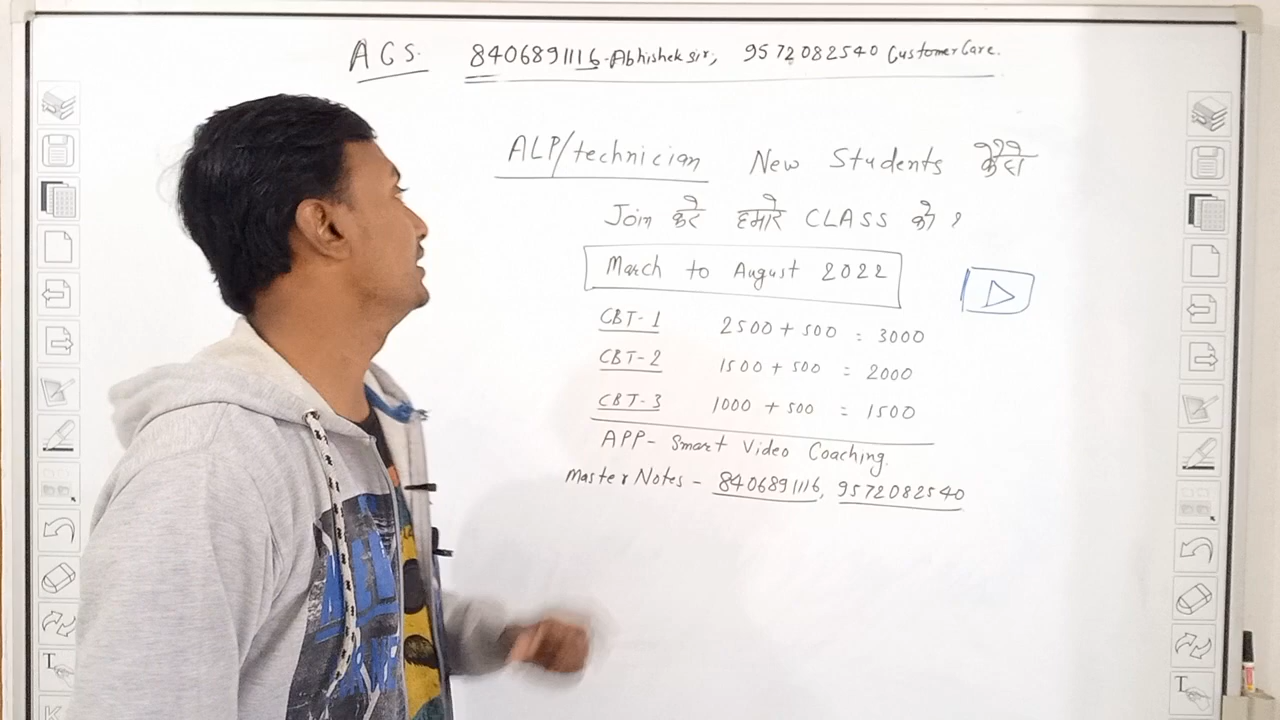 ACS. 8406891116-Abhishek sir, 9572082540 Customer Care.
ALP/technician New Students
Join करे हमारे CLASS को ?
March to August 2022
CBT-1 2500 + 500 = 3000
CBT-2 1500 + 500 = 2000
CBT-3 1000 + 500 = 1500
APP- Smart Video Coaching.
Master Notes - 8406891116, 9572082540